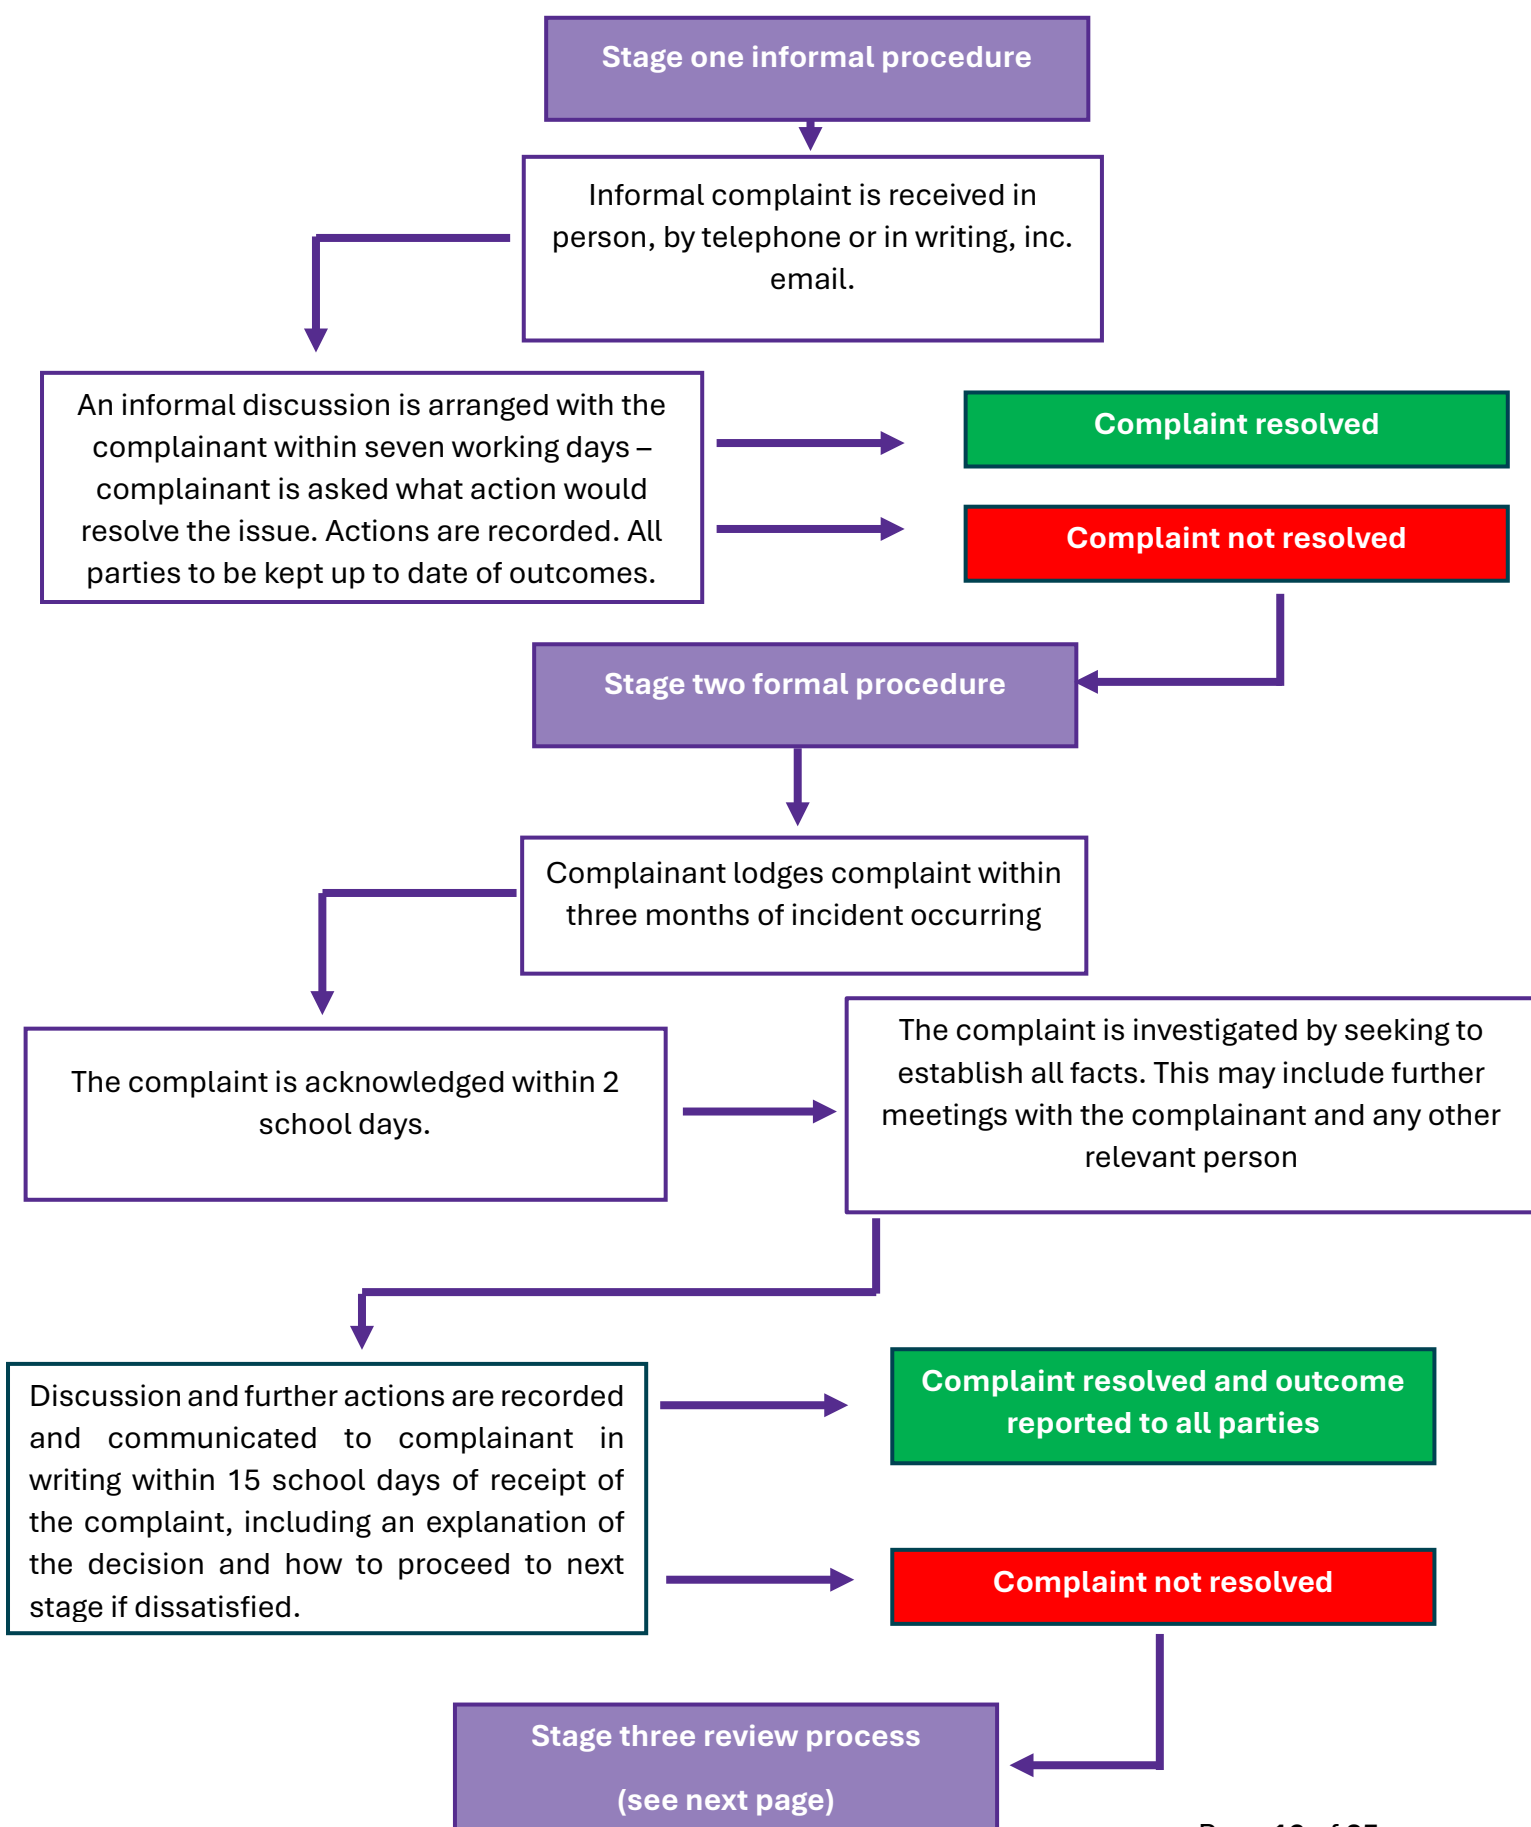 Stage one informal procedure
Informal complaint is received in
person, by telephone or in writing, inc.
email.
An informal discussion is arranged with the
complainant within seven working days –
complainant is asked what action would
resolve the issue. Actions are recorded. All
parties to be kept up to date of outcomes.
Complaint resolved
Complaint not resolved
Stage two formal procedure
Complainant lodges complaint within
three months of incident occurring
The complaint is acknowledged within 2
school days.
The complaint is investigated by seeking to
establish all facts. This may include further
meetings with the complainant and any other
relevant person
Discussion and further actions are recorded
and communicated to complainant in
writing within 15 school days of receipt of
the complaint, including an explanation of
the decision and how to proceed to next
stage if dissatisfied.
Complaint resolved and outcome
reported to all parties
Complaint not resolved
Stage three review process
(see next page)